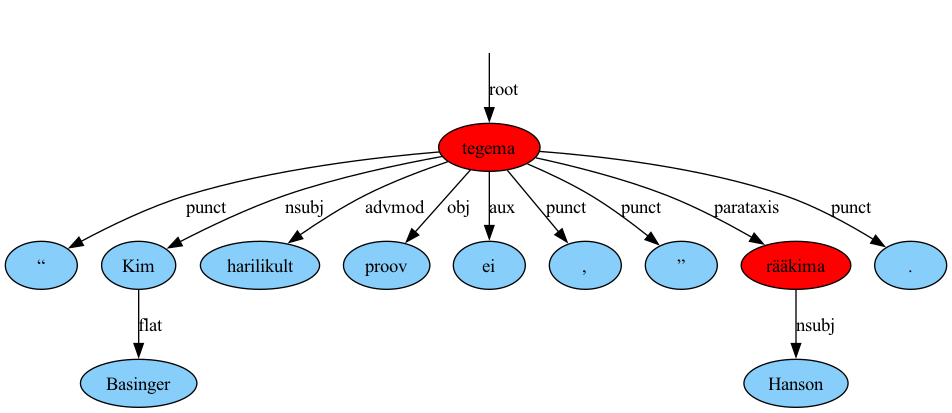 root
tegema
punct nsubj advmod obj aux punct punct parataxis punct
“ Kim harilikult proov ei , ” rääkima .
flat nsubj
Basinger Hanson